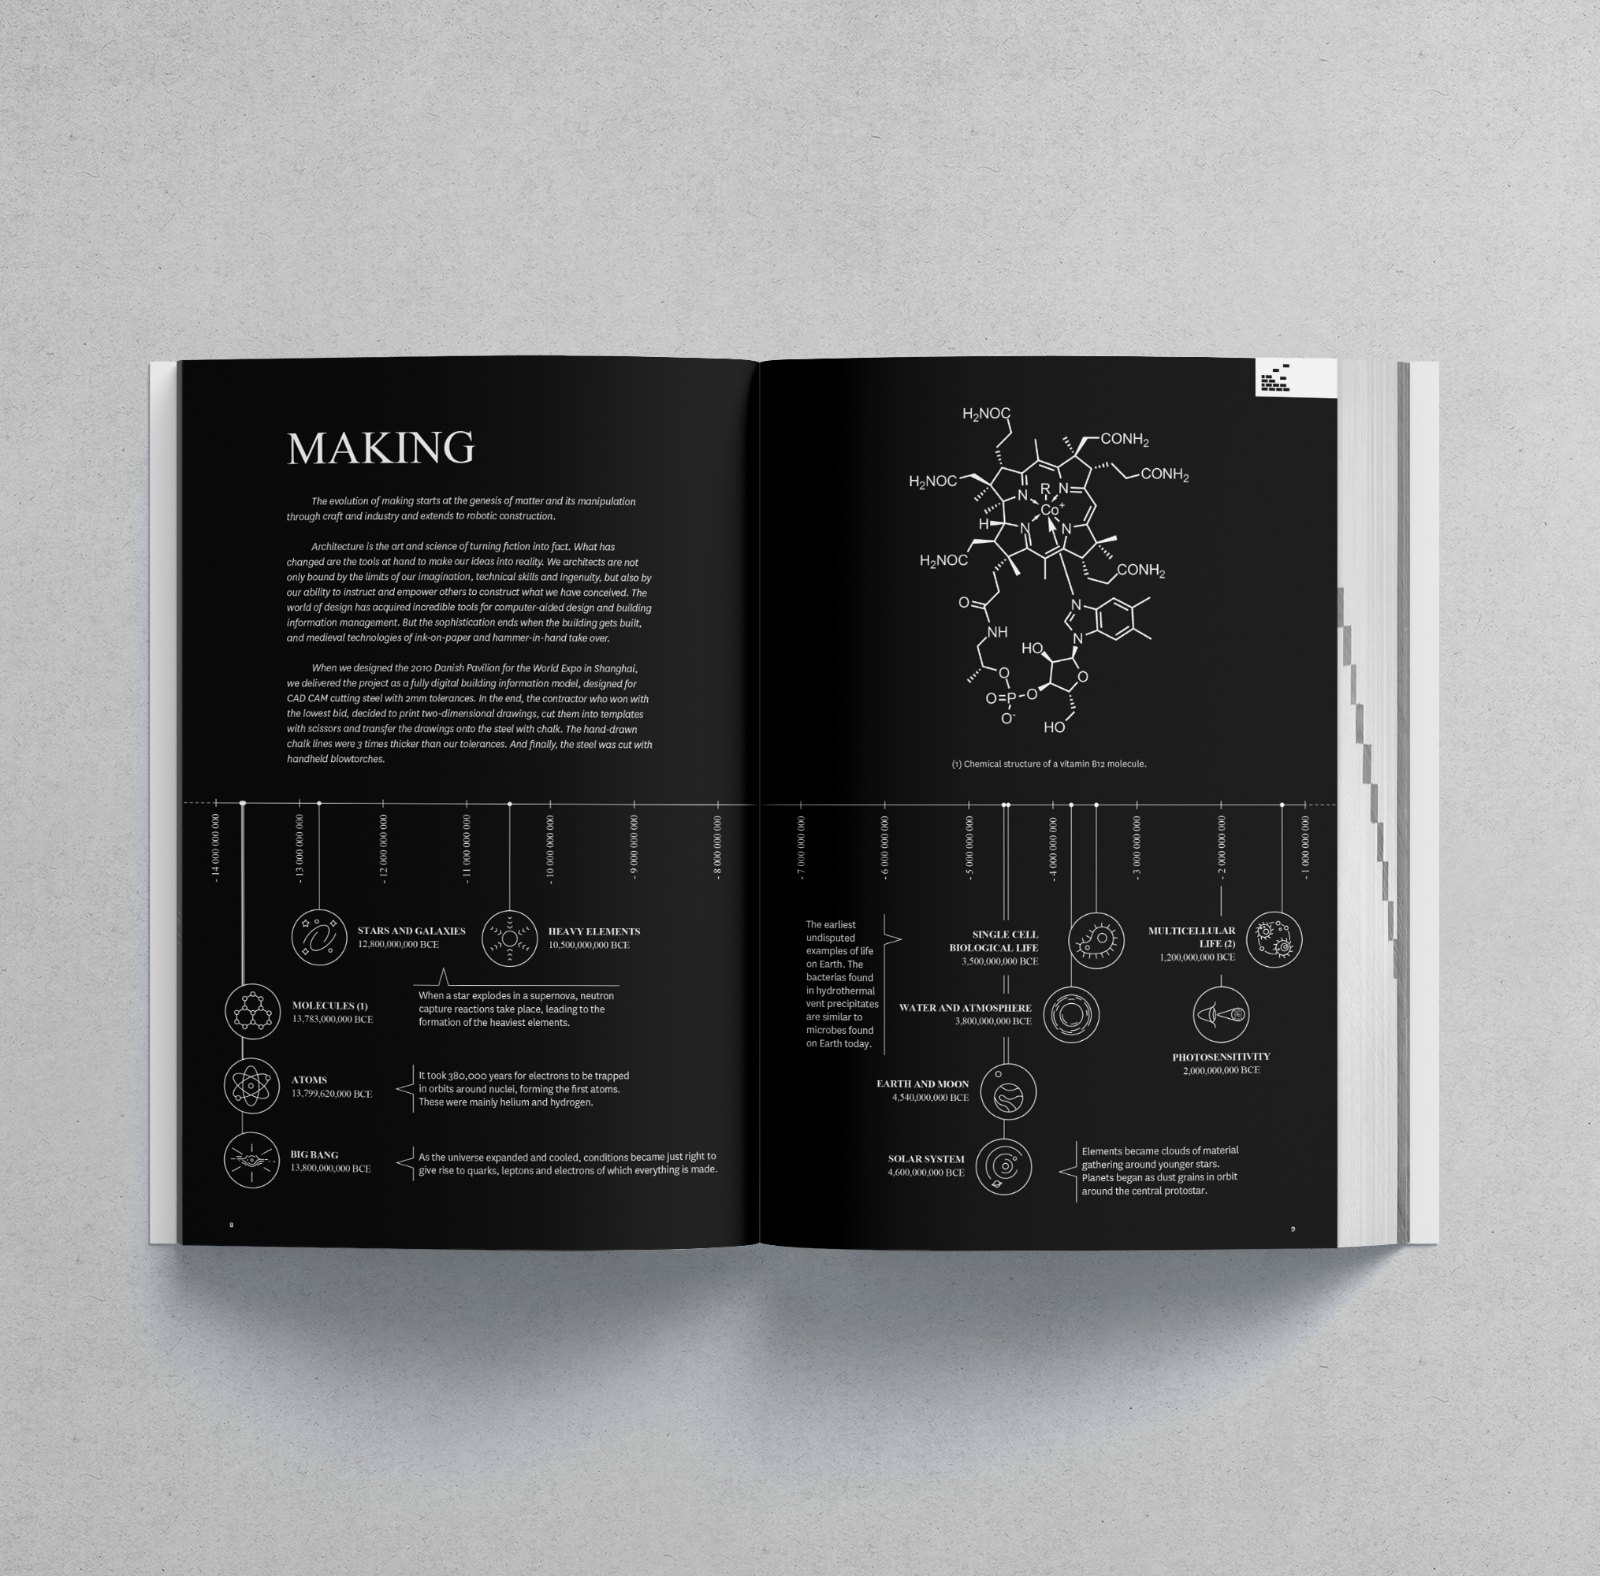 MAKING
The evolution of making starts at the genesis of matter and its manipulation
through craft and industry and extends to robotic construction.
Architecture is the art and science of turning fiction into fact. What has
changed are the tools at hand to make our ideas into reality. We architects are not
only bound by the limits of our imagination, technical skills and ingenuity, but also by
our ability to instruct and empower others to construct what we have conceived. The
world of design has acquired incredible tools for computer-aided design and building
information management. But the sophistication ends when the building gets built,
and medieval technologies of ink-on-paper and hammer-in-hand take over.
When we designed the 2010 Danish Pavilion for the World Expo in Shanghai,
we delivered the project as a fully digital building information model, designed for
CAD CAM cutting steel with 2mm tolerances. In the end, the contractor who won with
the lowest bid, decided to print two-dimensional drawings, cut them into templates
with scissors and transfer the drawings onto the steel with chalk. The hand-drawn
chalk lines were 3 times thicker than our tolerances. And finally, the steel was cut with
handheld blowtorches.
- 14 000 000 000
- 13 000 000 000
- 12 000 000 000
- 11 000 000 000
- 10 000 000 000
- 9 000 000 000
- 8 000 000 000
STARS AND GALAXIES
12,800,000,000 BCE
HEAVY ELEMENTS
10,500,000,000 BCE
When a star explodes in a supernova, neutron
capture reactions take place, leading to the
formation of the heaviest elements.
MOLECULES (1)
13,783,000,000 BCE
ATOMS
13,799,620,000 BCE
It took 380,000 years for electrons to be trapped
in orbits around nuclei, forming the first atoms.
These were mainly helium and hydrogen.
BIG BANG
13,800,000,000 BCE
As the universe expanded and cooled, conditions became just right to
give rise to quarks, leptons and electrons of which everything is made.
8
H₂NOC
CONH₂
H₂NOC
CONH₂
R
N
N
Co⁺
H
N
N
H₂NOC
CONH₂
O
N
NH
N
HO
O
O
O=P-O
O⁻
HO
(1) Chemical structure of a vitamin B12 molecule.
- 7 000 000 000
- 6 000 000 000
- 5 000 000 000
- 4 000 000 000
- 3 000 000 000
- 2 000 000 000
- 1 000 000 000
The earliest
undisputed
examples of life
on Earth. The
bacterias found
in hydrothermal
vent precipitates
are similar to
microbes found
on Earth today.
SINGLE CELL
BIOLOGICAL LIFE
3,500,000,000 BCE
MULTICELLULAR
LIFE (2)
1,200,000,000 BCE
WATER AND ATMOSPHERE
3,800,000,000 BCE
PHOTOSENSITIVITY
2,000,000,000 BCE
EARTH AND MOON
4,540,000,000 BCE
SOLAR SYSTEM
4,600,000,000 BCE
Elements became clouds of material
gathering around younger stars.
Planets began as dust grains in orbit
around the central protostar.
9